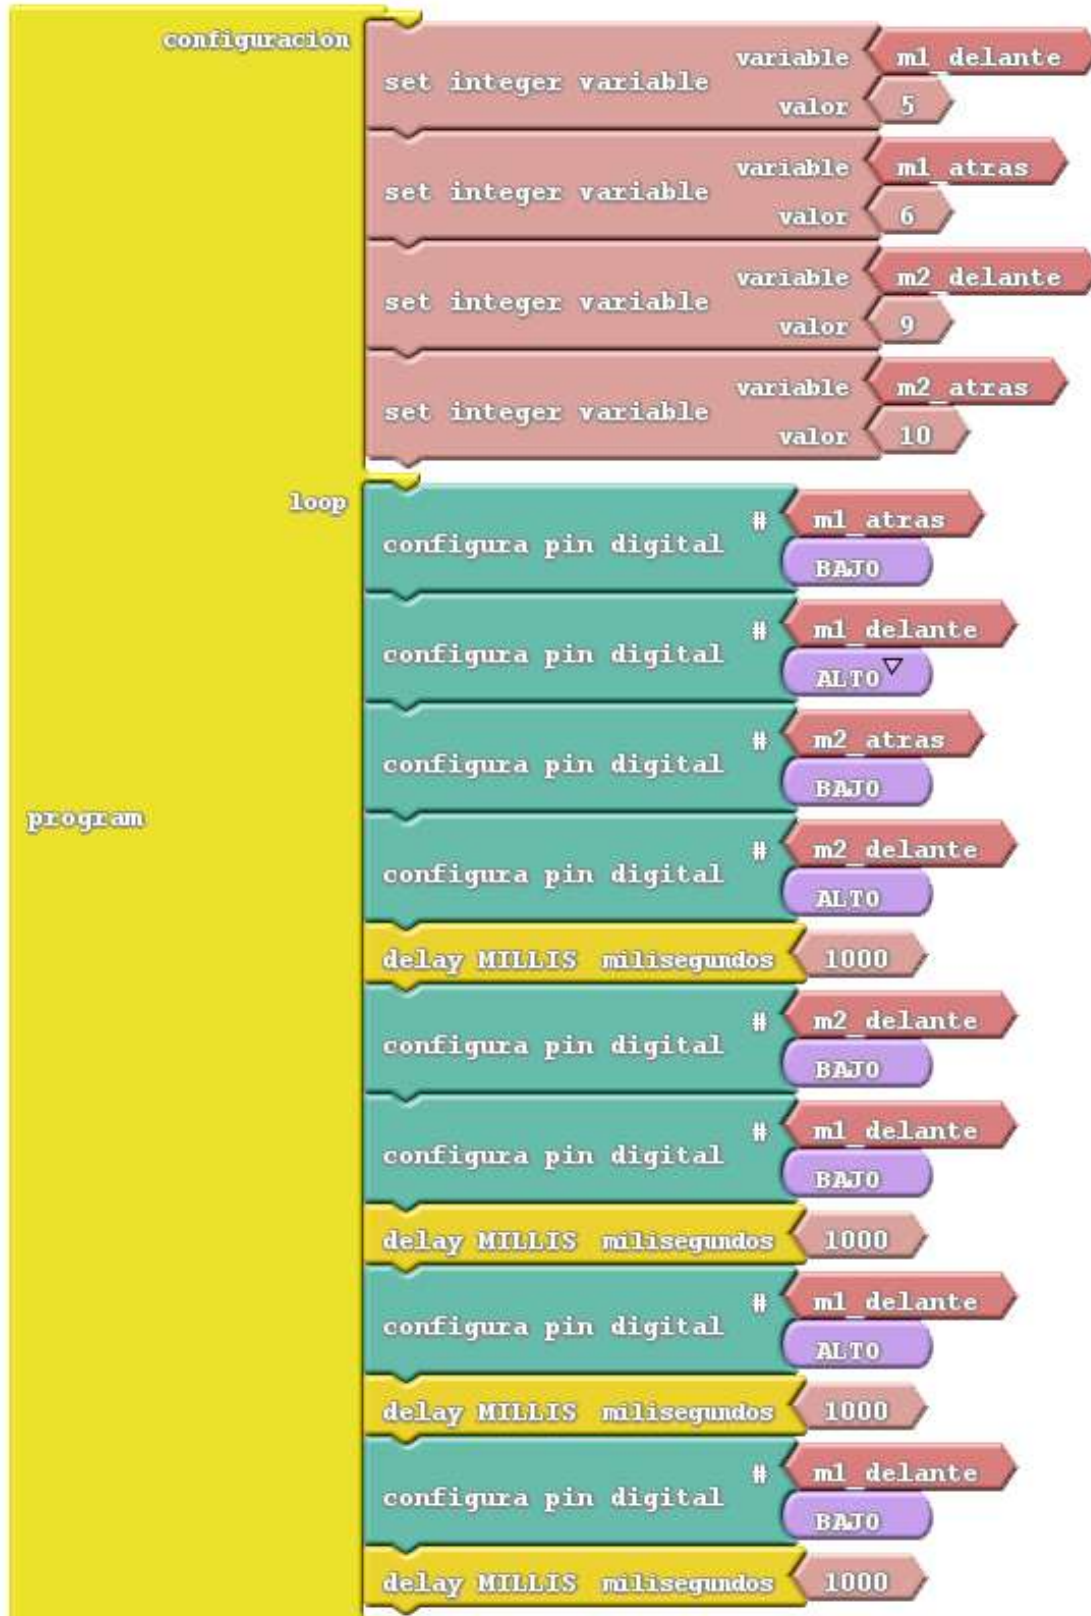 configuración
set integer variable variable m1_delante
valor 5
set integer variable variable m1_atras
valor 6
set integer variable variable m2_delante
valor 9
set integer variable variable m2_atras
valor 10
loop
configura pin digital # m1_atras
BAJO
configura pin digital # m1_delante
ALTO
configura pin digital # m2_atras
BAJO
program
configura pin digital # m2_delante
ALTO
delay MILLIS milisegundos 1000
configura pin digital # m2_delante
BAJO
configura pin digital # m1_delante
BAJO
delay MILLIS milisegundos 1000
configura pin digital # m1_delante
ALTO
delay MILLIS milisegundos 1000
configura pin digital # m1_delante
BAJO
delay MILLIS milisegundos 1000